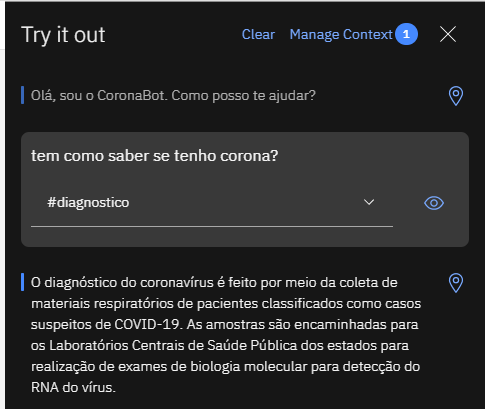 Try it out
Clear Manage Context 1
Olá, sou o CoronaBot. Como posso te ajudar?
tem como saber se tenho corona?
#diagnostico
O diagnóstico do coronavírus é feito por meio da coleta de
materiais respiratórios de pacientes classificados como casos
suspeitos de COVID-19. As amostras são encaminhadas para
os Laboratórios Centrais de Saúde Pública dos estados para
realização de exames de biologia molecular para detecção do
RNA do vírus.